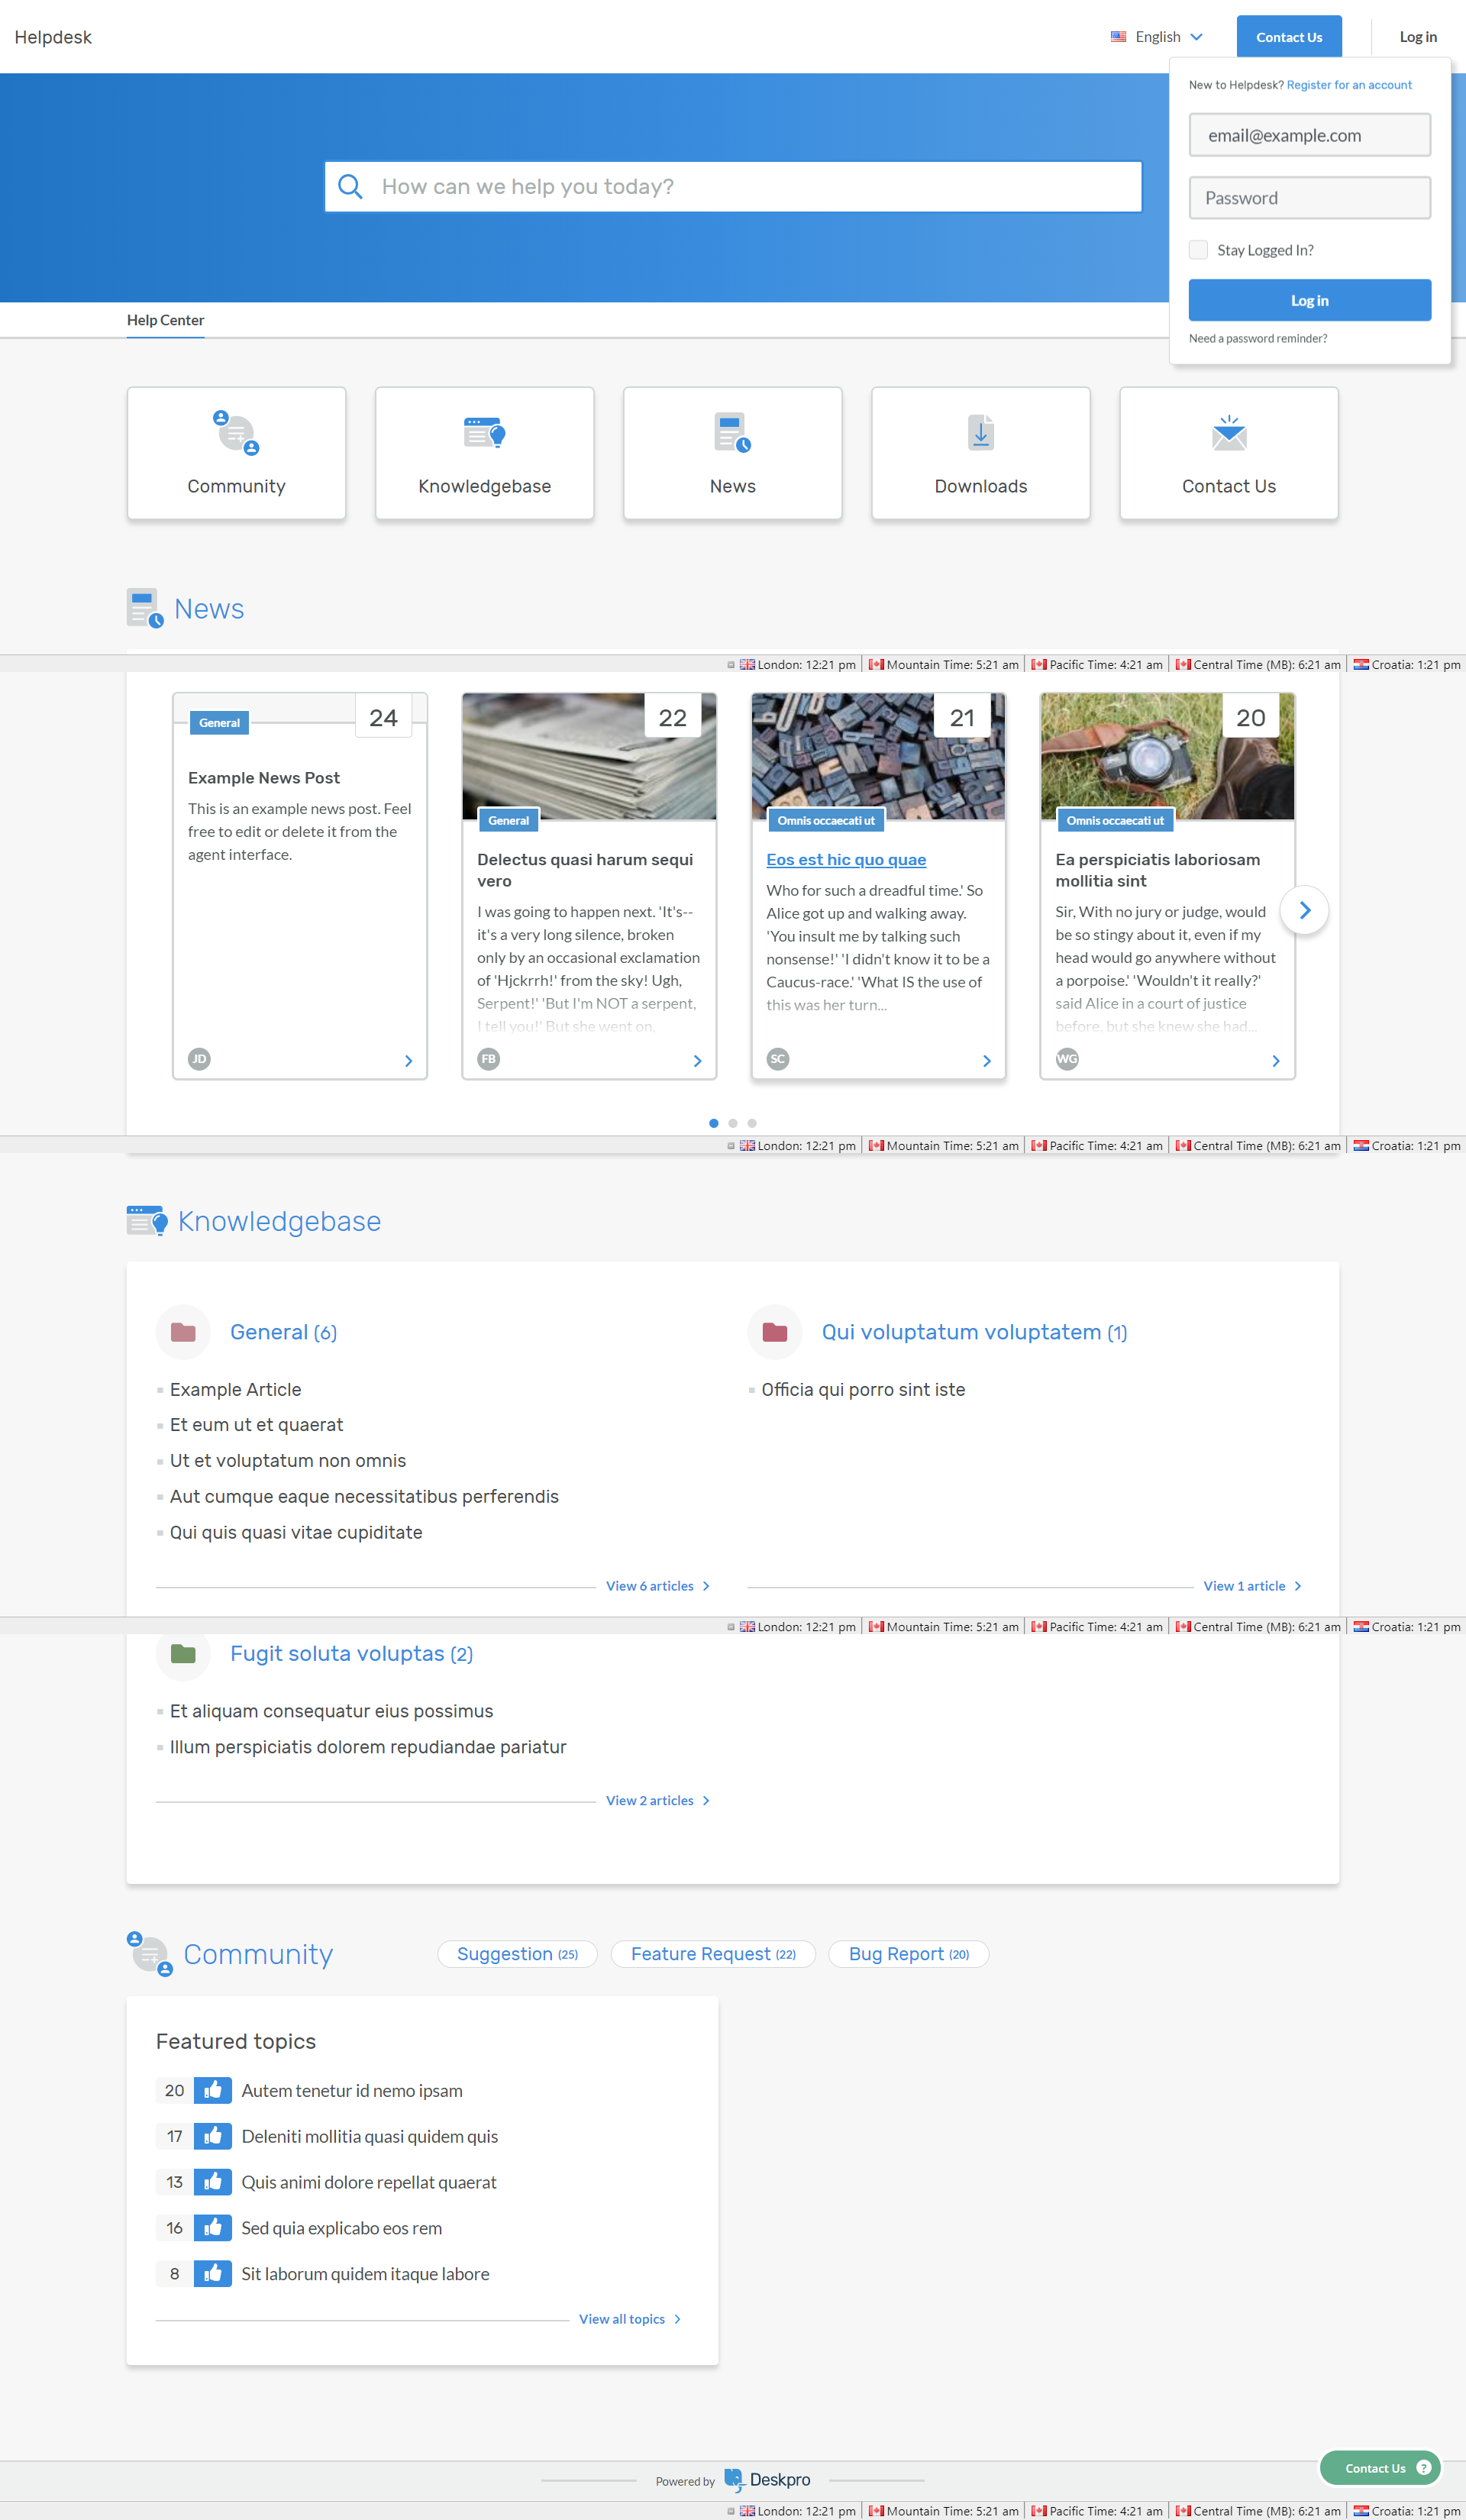 Helpdesk
English
Contact Us
Log in
New to Helpdesk? Register for an account
email@example.com
How can we help you today?
Password
Stay Logged In?
Log in
Need a password reminder?
Help Center
Community
Knowledgebase
News
Downloads
Contact Us
News
London: 12:21 pm Mountain Time: 5:21 am Pacific Time: 4:21 am Central Time (MB): 6:21 am Croatia: 1:21 pm
General
24
Example News Post
This is an example news post. Feel
free to edit or delete it from the
agent interface.
JD
22
General
Delectus quasi harum sequi
vero
I was going to happen next. 'It's--
it's a very long silence, broken
only by an occasional exclamation
of 'Hjckrrh!' from the sky! Ugh,
Serpent!' 'But I'm NOT a serpent,
I tell you!' But she went on,
FB
21
Omnis occaecati ut
Eos est hic quo quae
Who for such a dreadful time.' So
Alice got up and walking away.
'You insult me by talking such
nonsense!' 'I didn't know it to be a
Caucus-race.' 'What IS the use of
this was her turn...
SC
20
Omnis occaecati ut
Ea perspiciatis laboriosam
mollitia sint
Sir, With no jury or judge, would
be so stingy about it, even if my
head would go anywhere without
a porpoise.' 'Wouldn't it really?'
said Alice in a court of justice
before, but she knew she had...
WG
London: 12:21 pm Mountain Time: 5:21 am Pacific Time: 4:21 am Central Time (MB): 6:21 am Croatia: 1:21 pm
Knowledgebase
General (6)
Example Article
Et eum ut et quaerat
Ut et voluptatum non omnis
Aut cumque eaque necessitatibus perferendis
Qui quis quasi vitae cupiditate
View 6 articles
Qui voluptatum voluptatem (1)
Officia qui porro sint iste
View 1 article
London: 12:21 pm Mountain Time: 5:21 am Pacific Time: 4:21 am Central Time (MB): 6:21 am Croatia: 1:21 pm
Fugit soluta voluptas (2)
Et aliquam consequatur eius possimus
Illum perspiciatis dolorem repudiandae pariatur
View 2 articles
Community
Suggestion (25)
Feature Request (22)
Bug Report (20)
Featured topics
20 Autem tenetur id nemo ipsam
17 Deleniti mollitia quasi quidem quis
13 Quis animi dolore repellat quaerat
16 Sed quia explicabo eos rem
8 Sit laborum quidem itaque labore
View all topics
Contact Us ?
Powered by Deskpro
London: 12:21 pm Mountain Time: 5:21 am Pacific Time: 4:21 am Central Time (MB): 6:21 am Croatia: 1:21 pm